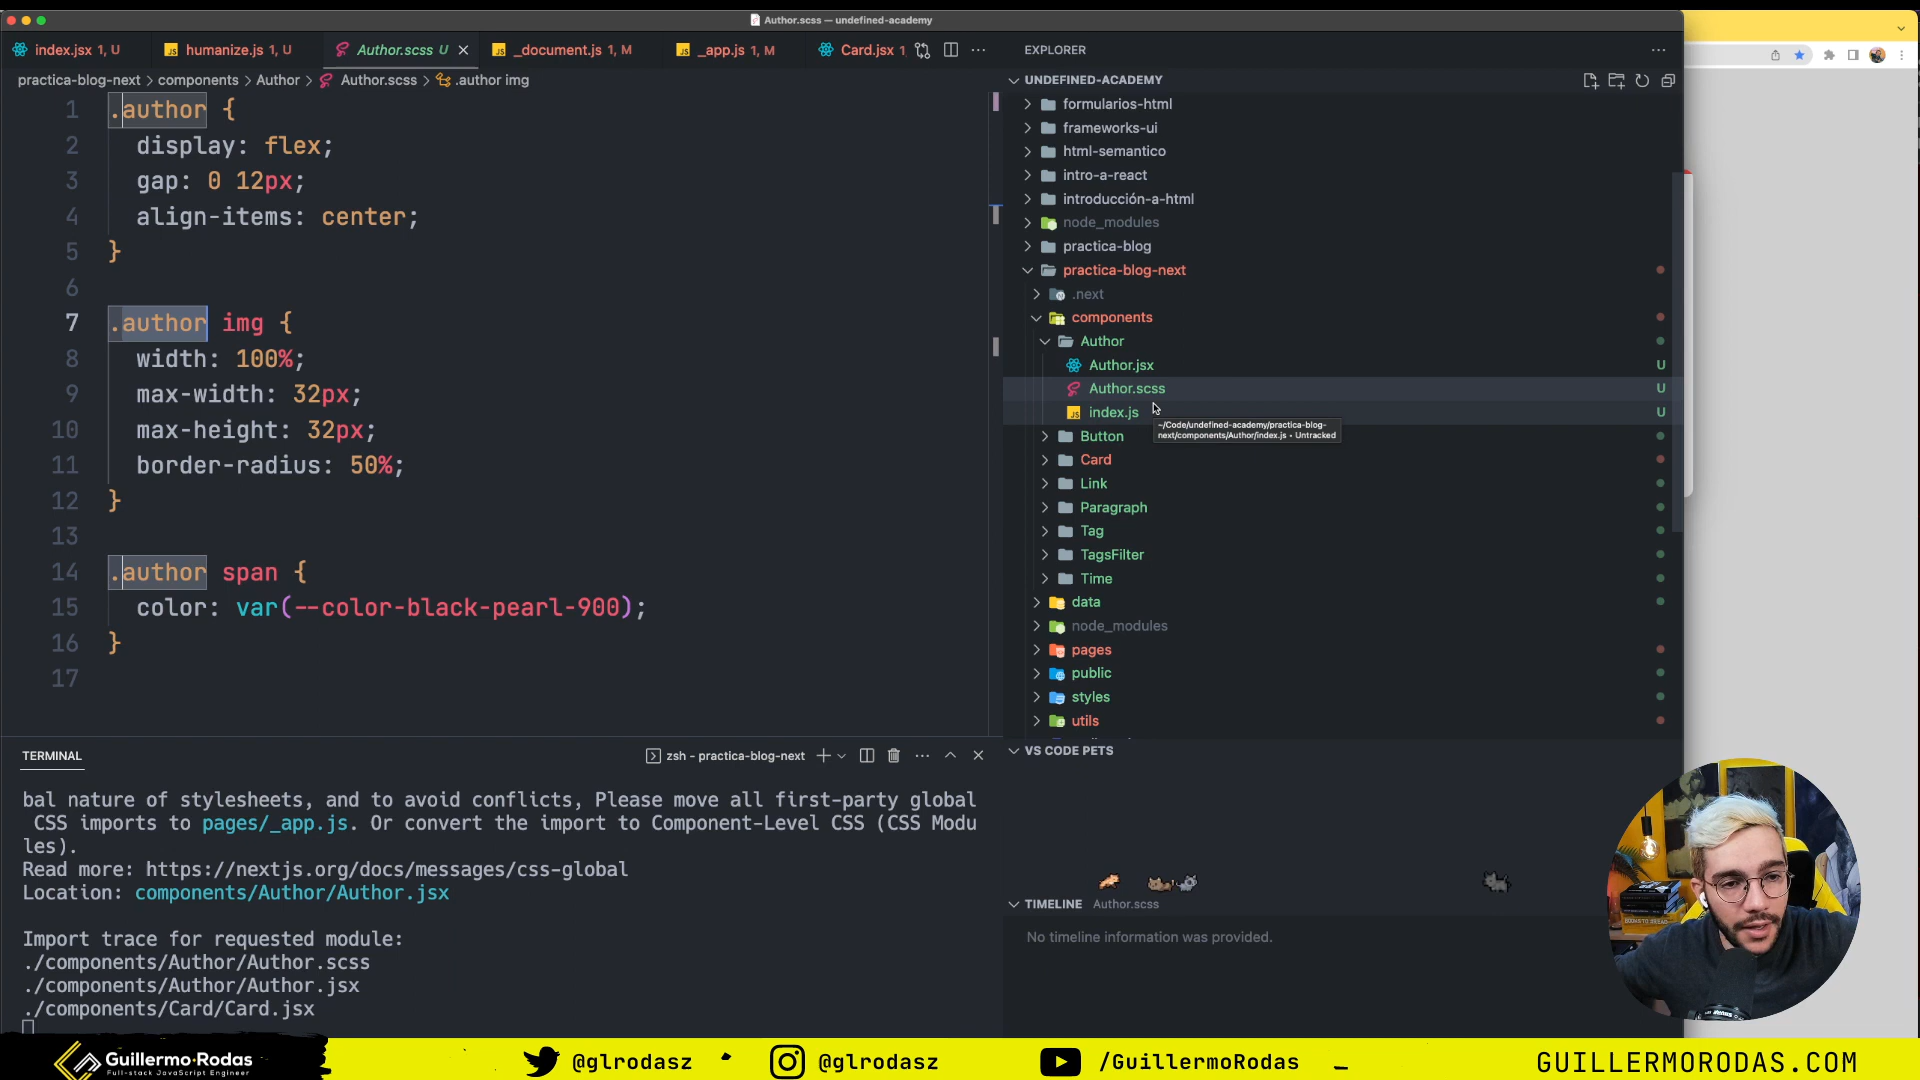 Author.scss — undefined-academy
index.jsx 1, U
humanize.js 1, U
Author.scss U
_document.js 1, M
_app.js 1, M
Card.jsx 1
practica-blog-next > components > Author > Author.scss > .author img
1 .author {
2 display: flex;
3 gap: 0 12px;
4 align-items: center;
5 }
6
7 .author img {
8 width: 100%;
9 max-width: 32px;
10 max-height: 32px;
11 border-radius: 50%;
12 }
13
14 .author span {
15 color: var(--color-black-pearl-900);
16 }
17
TERMINAL
zsh - practica-blog-next
bal nature of stylesheets, and to avoid conflicts, Please move all first-party global
CSS imports to pages/_app.js. Or convert the import to Component-Level CSS (CSS Modu
les).
Read more: https://nextjs.org/docs/messages/css-global
Location: components/Author/Author.jsx
Import trace for requested module:
./components/Author/Author.scss
./components/Author/Author.jsx
./components/Card/Card.jsx
EXPLORER
UNDEFINED-ACADEMY
formularios-html
frameworks-ui
html-semantico
intro-a-react
introducción-a-html
node_modules
practica-blog
practica-blog-next
.next
components
Author
Author.jsx U
Author.scss U
index.js U
~/Code/undefined-academy/practica-blog-
next/components/Author/index.js • Untracked
Button
Card
Link
Paragraph
Tag
TagsFilter
Time
data
node_modules
pages
public
styles
utils
VS CODE PETS
TIMELINE Author.scss
No timeline information was provided.
Guillermo·Rodas
Full-stack JavaScript Engineer
@glrodasz
@glrodasz
/GuillermoRodas
GUILLERMORODAS.COM